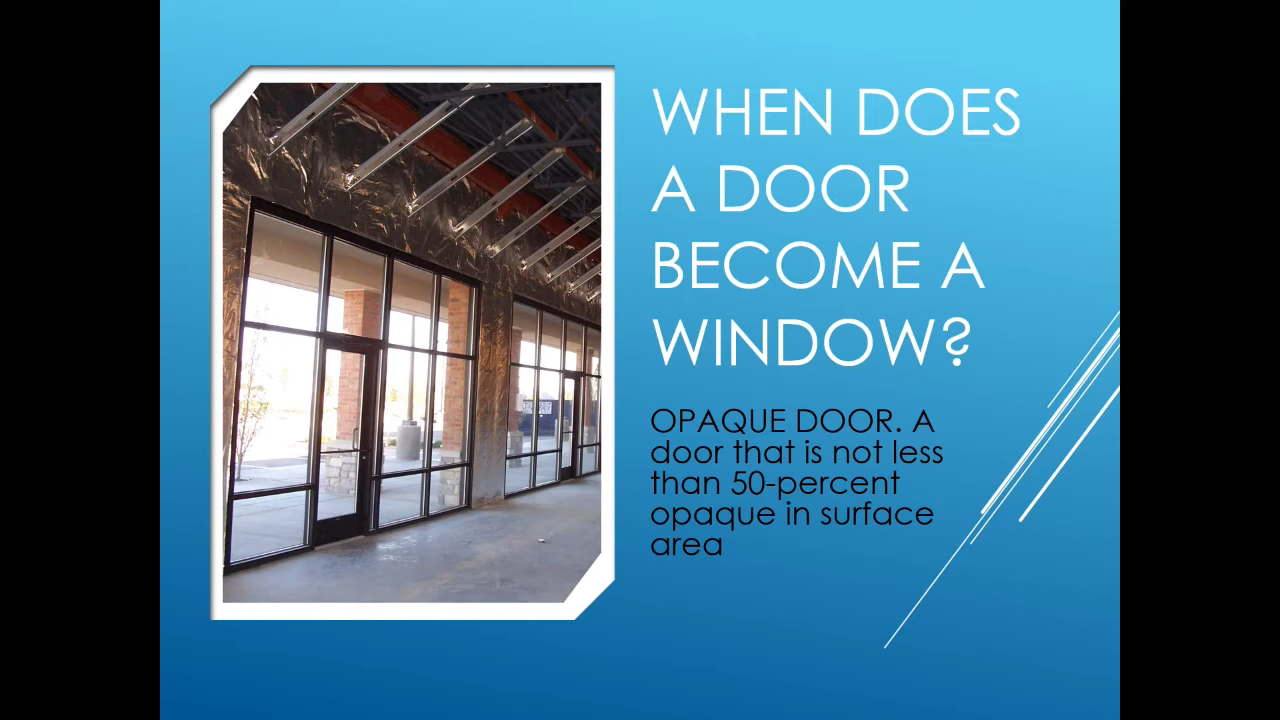 WHEN DOES
A DOOR
BECOME A
WINDOW?
OPAQUE DOOR. A
door that is not less
than 50-percent
opaque in surface
area